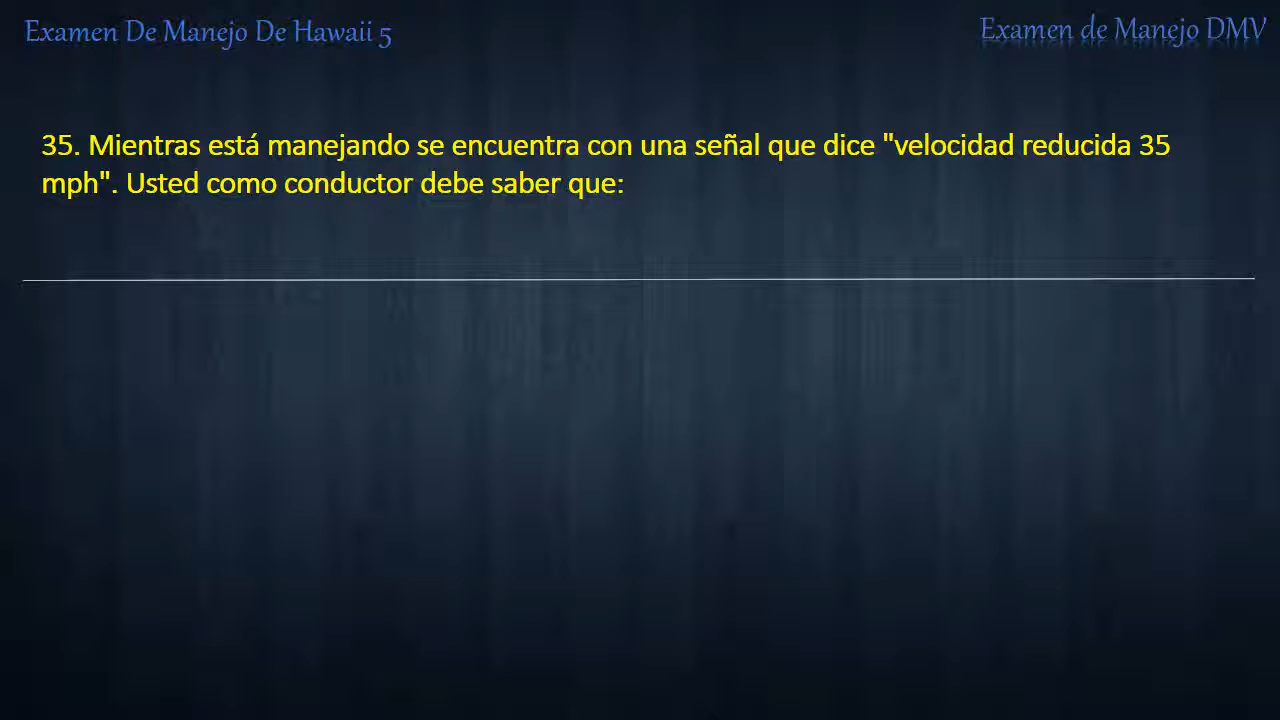 Examen De Manejo De Hawaii 5
Examen de Manejo DMV
35. Mientras está manejando se encuentra con una señal que dice "velocidad reducida 35
mph". Usted como conductor debe saber que: